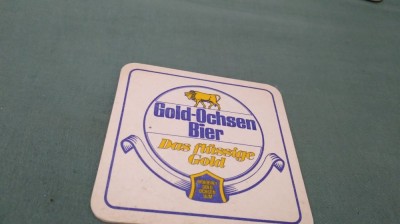 Gold-Ochsen
Bier
Das flüssige
Gold